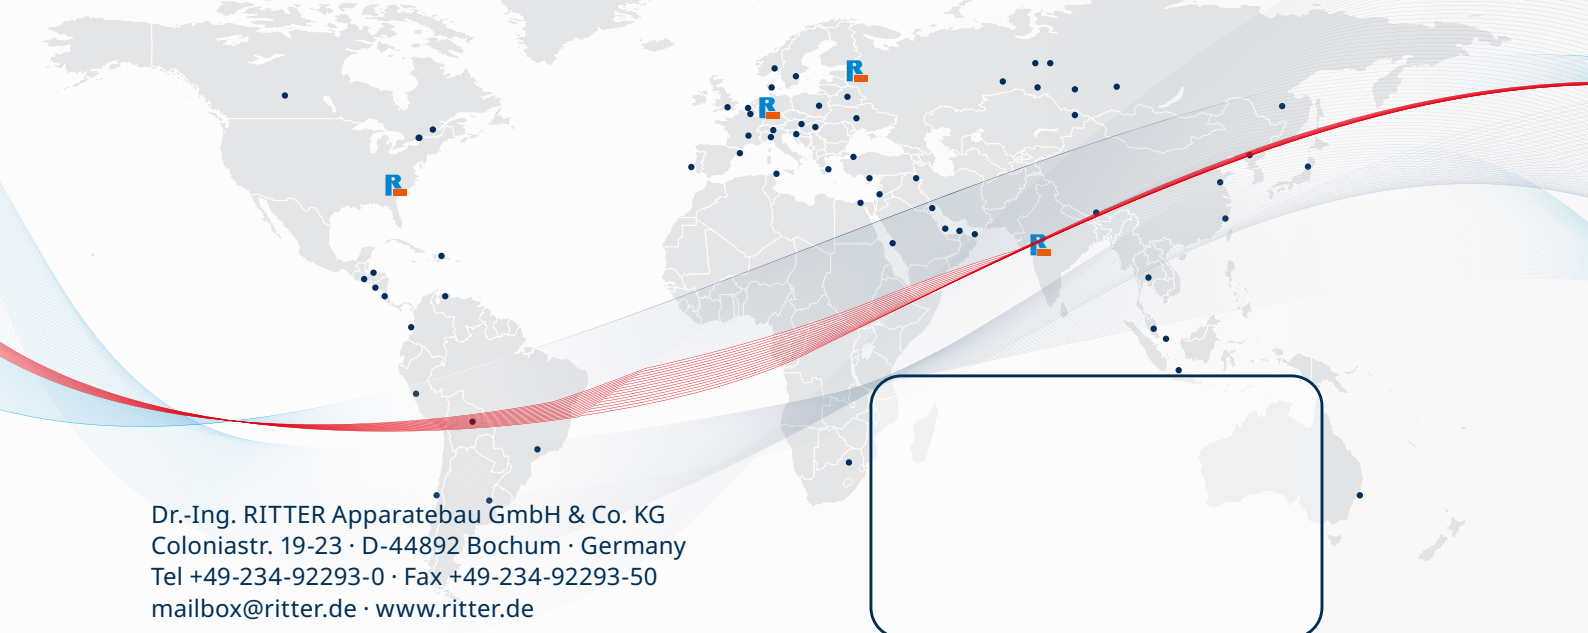 R
R
R
R
Dr.-Ing. RITTER Apparatebau GmbH & Co. KG
Coloniastr. 19-23 · D-44892 Bochum · Germany
Tel +49-234-92293-0 · Fax +49-234-92293-50
mailbox@ritter.de · www.ritter.de